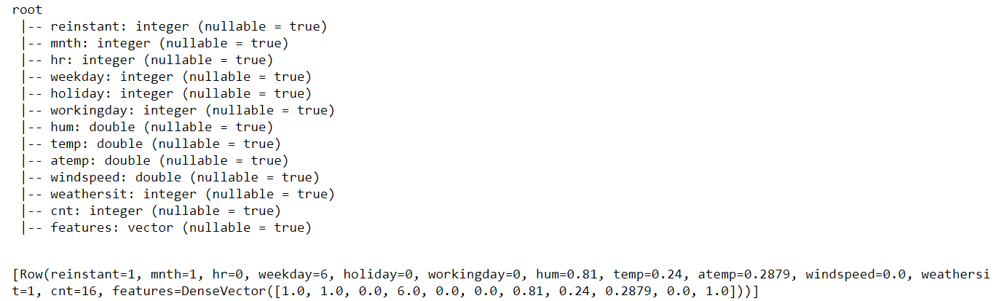 root
 |-- reinstant: integer (nullable = true)
 |-- mnth: integer (nullable = true)
 |-- hr: integer (nullable = true)
 |-- weekday: integer (nullable = true)
 |-- holiday: integer (nullable = true)
 |-- workingday: integer (nullable = true)
 |-- hum: double (nullable = true)
 |-- temp: double (nullable = true)
 |-- atemp: double (nullable = true)
 |-- windspeed: double (nullable = true)
 |-- weathersit: integer (nullable = true)
 |-- cnt: integer (nullable = true)
 |-- features: vector (nullable = true)
[Row(reinstant=1, mnth=1, hr=0, weekday=6, holiday=0, workingday=0, hum=0.81, temp=0.24, atemp=0.2879, windspeed=0.0, weathersi
t=1, cnt=16, features=DenseVector([1.0, 1.0, 0.0, 6.0, 0.0, 0.0, 0.81, 0.24, 0.2879, 0.0, 1.0]))]